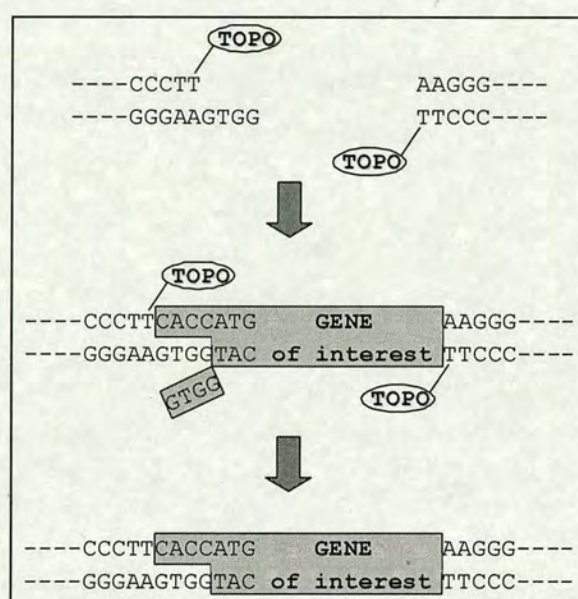 TOPO
----CCCTT AAGGG----
----GGGAAGTGG TTCCC----
TOPO
TOPO
----CCCTTCACCATG GENE AAGGG----
----GGGAAGTGGTAC of interest TTCCC----
GTGG
TOPO
----CCCTTCACCATG GENE AAGGG----
----GGGAAGTGGTAC of interest TTCCC----